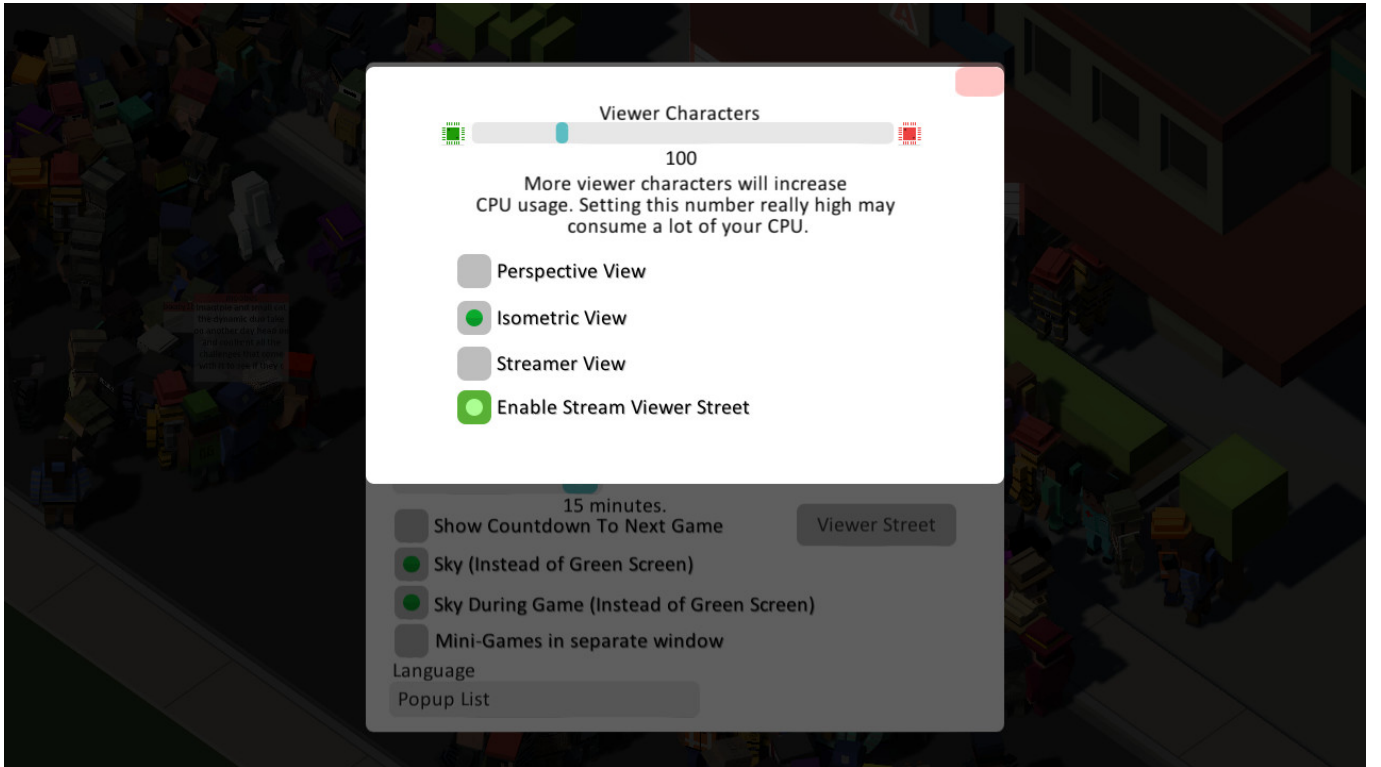 Viewer Characters
100
More viewer characters will increase
CPU usage. Setting this number really high may
consume a lot of your CPU.
Perspective View
Isometric View
Streamer View
Enable Stream Viewer Street
15 minutes.
Show Countdown To Next Game
Viewer Street
Sky (Instead of Green Screen)
Sky During Game (Instead of Green Screen)
Mini-Games in separate window
Language
Popup List